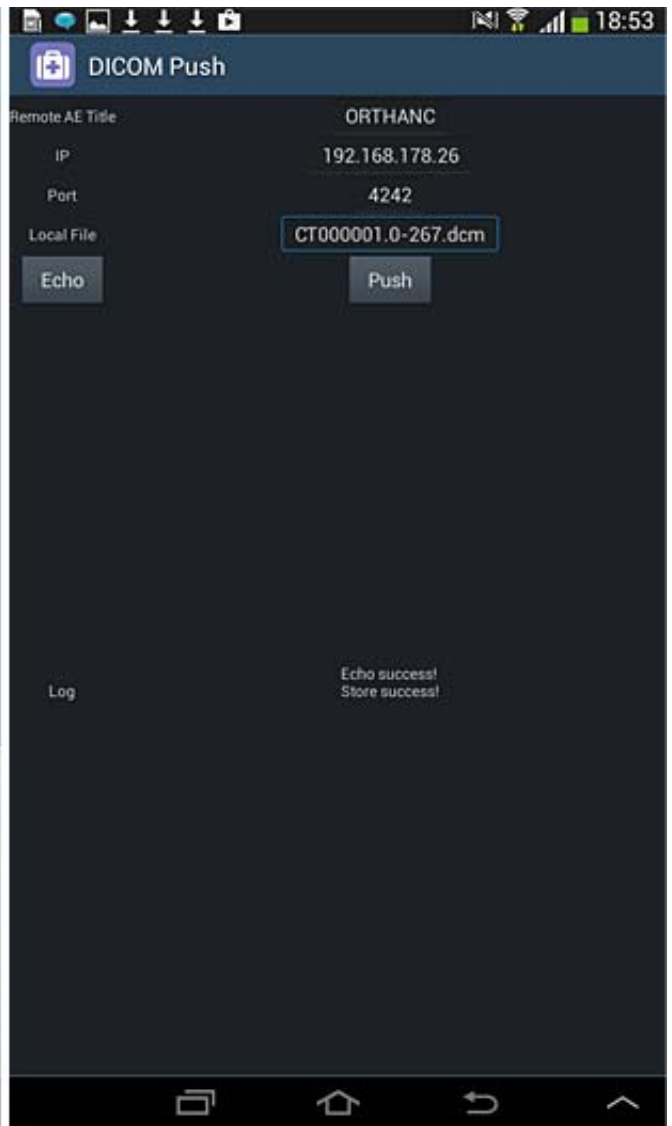 18:53
DICOM Push
Remote AE Title ORTHANC
IP 192.168.178.26
Port 4242
Local File CT000001.0-267.dcm
Echo Push
Echo success!
Log Store success!